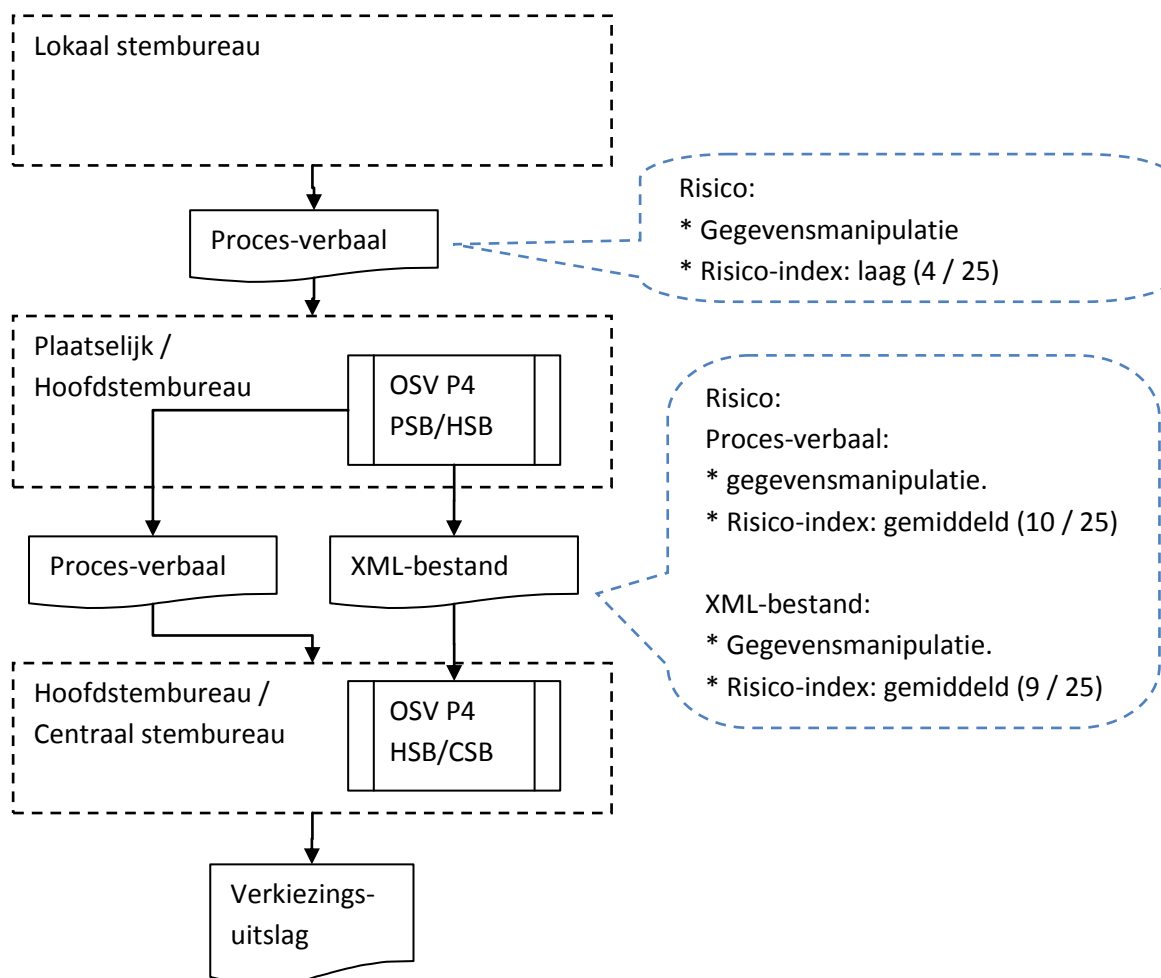 Lokaal stembureau
Proces-verbaal
Risico:
* Gegevensmanipulatie
* Risico-index: laag (4 / 25)
Plaatselijk /
Hoofdstembureau
OSV P4
PSB/HSB
Proces-verbaal
XML-bestand
Risico:
Proces-verbaal:
* gegevensmanipulatie.
* Risico-index: gemiddeld (10 / 25)
XML-bestand:
* Gegevensmanipulatie.
* Risico-index: gemiddeld (9 / 25)
Hoofdstembureau /
Centraal stembureau
OSV P4
HSB/CSB
Verkiezings-
uitslag